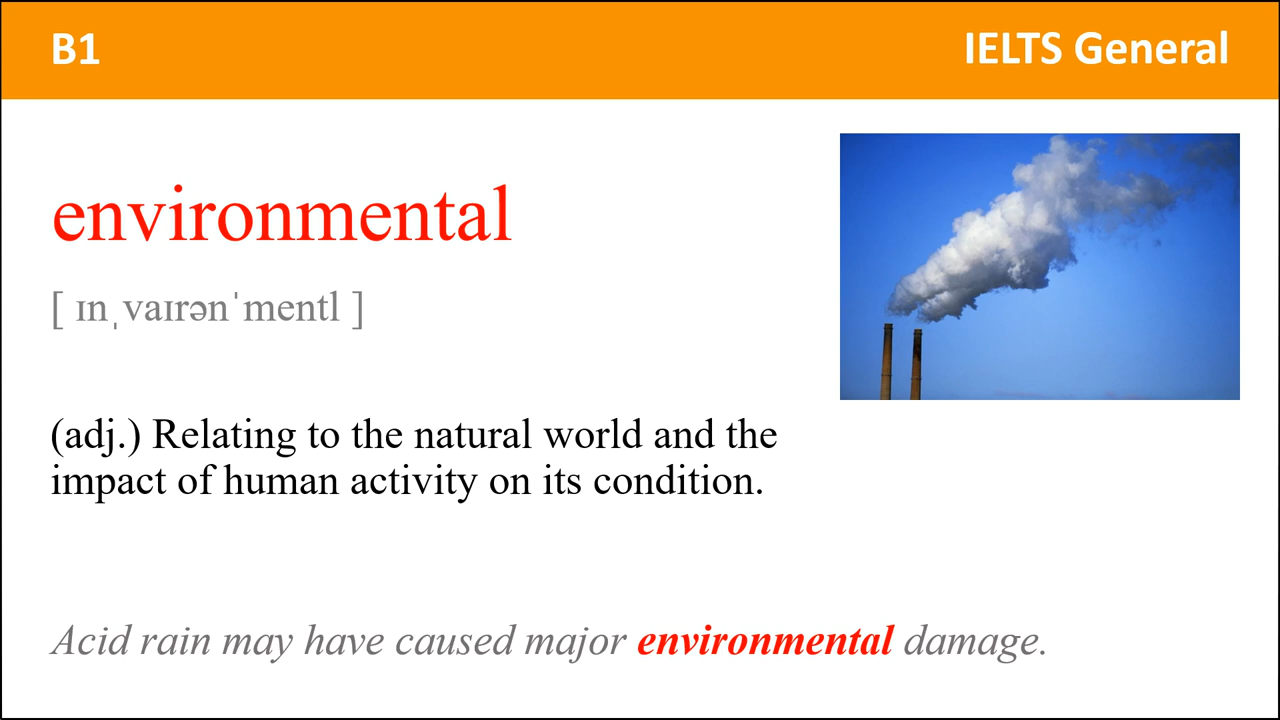 B1
IELTS General
environmental
[ ɪnˌvaɪrənˈmentl ]
(adj.) Relating to the natural world and the
impact of human activity on its condition.
Acid rain may have caused major environmental damage.